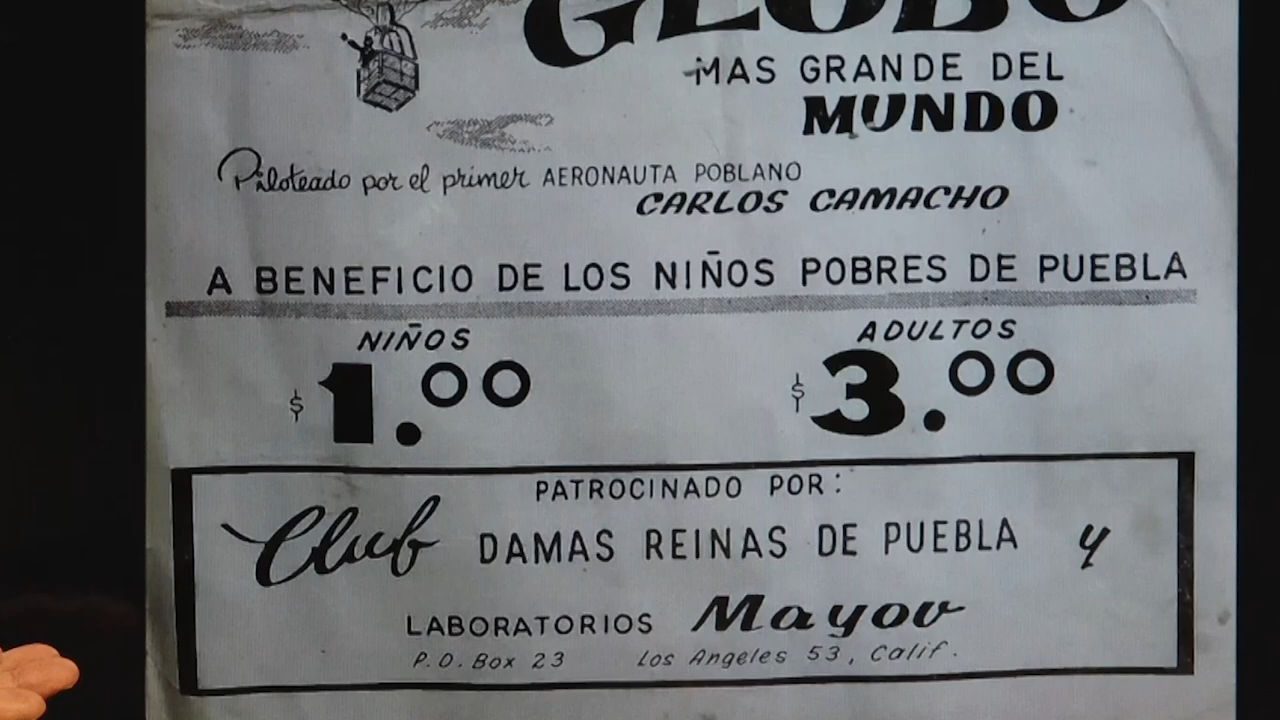 GLOBO
MAS GRANDE DEL
MUNDO
Piloteado por el primer AERONAUTA POBLANO
CARLOS CAMACHO
A BENEFICIO DE LOS NIÑOS POBRES DE PUEBLA
NIÑOS
ADULTOS
$1.00
$3.00
PATROCINADO POR:
Club DAMAS REINAS DE PUEBLA y
LABORATORIOS Mayov
P.O. Box 23 Los Angeles 53, Calif.